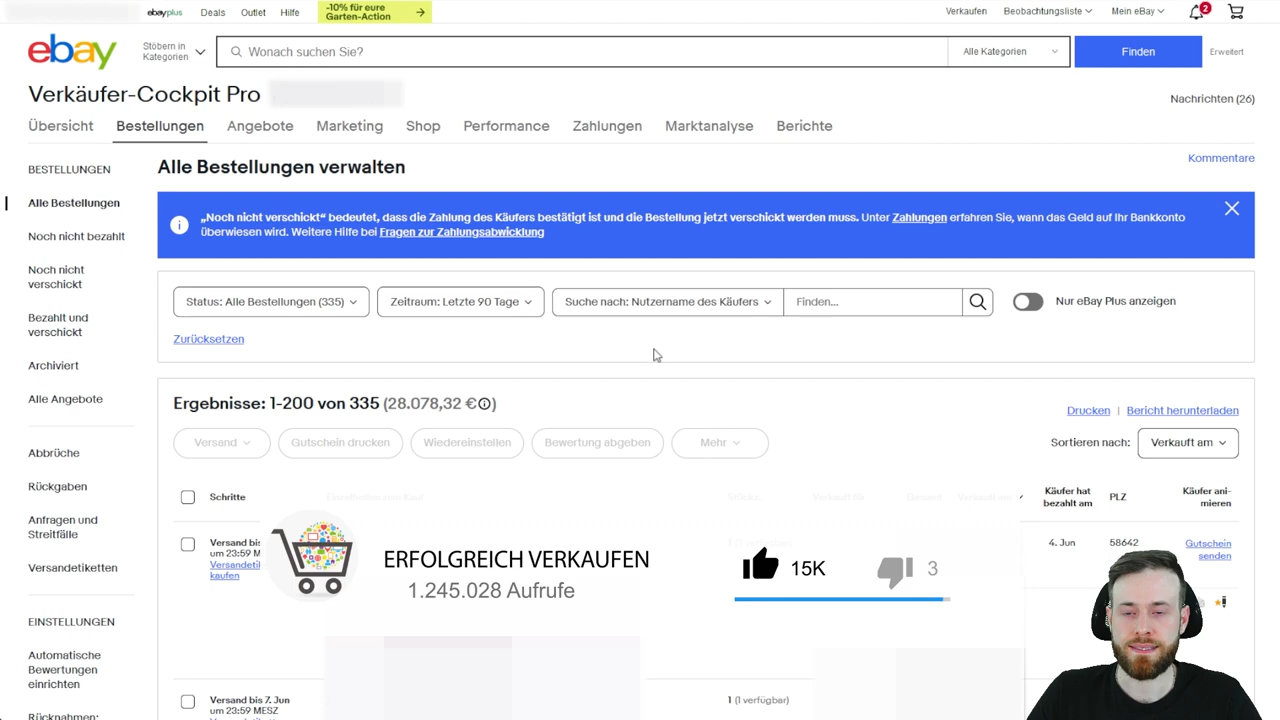 ebayplus Deals Outlet Hilfe
-10% für eure
Garten-Action
Verkaufen Beobachtungsliste Mein eBay 2
ebay
Stöbern in
Kategorien
Wonach suchen Sie?
Alle Kategorien
Finden
Erweitert
Verkäufer-Cockpit Pro
Nachrichten (26)
Übersicht Bestellungen Angebote Marketing Shop Performance Zahlungen Marktanalyse Berichte
Kommentare
BESTELLUNGEN
Alle Bestellungen
Noch nicht bezahlt
Noch nicht
verschickt
Bezahlt und
verschickt
Archiviert
Alle Angebote
Abbrüche
Rückgaben
Anfragen und
Streitfälle
Versandetiketten
EINSTELLUNGEN
Automatische
Bewertungen
einrichten
Rücknahmen:
Alle Bestellungen verwalten
„Noch nicht verschickt“ bedeutet, dass die Zahlung des Käufers bestätigt ist und die Bestellung jetzt verschickt werden muss. Unter Zahlungen erfahren Sie, wann das Geld auf Ihr Bankkonto
überwiesen wird. Weitere Hilfe bei Fragen zur Zahlungsabwicklung
Status: Alle Bestellungen (335) Zeitraum: Letzte 90 Tage Suche nach: Nutzername des Käufers Finden... Nur eBay Plus anzeigen
Zurücksetzen
Ergebnisse: 1-200 von 335 (28.078,32 €)
Drucken | Bericht herunterladen
Versand Gutschein drucken Wiedereinstellen Bewertung abgeben Mehr
Sortieren nach: Verkauft am
Schritte
Käufer hat
bezahlt am
PLZ
Käufer ani-
mieren
Versand bis
um 23:59 M
Versandetil
kaufen
4. Jun 58642
Gutschein
senden
ERFOLGREICH VERKAUFEN
1.245.028 Aufrufe
15K 3
Versand bis 7. Jun
um 23:59 MESZ
1 (1 verfügbar)